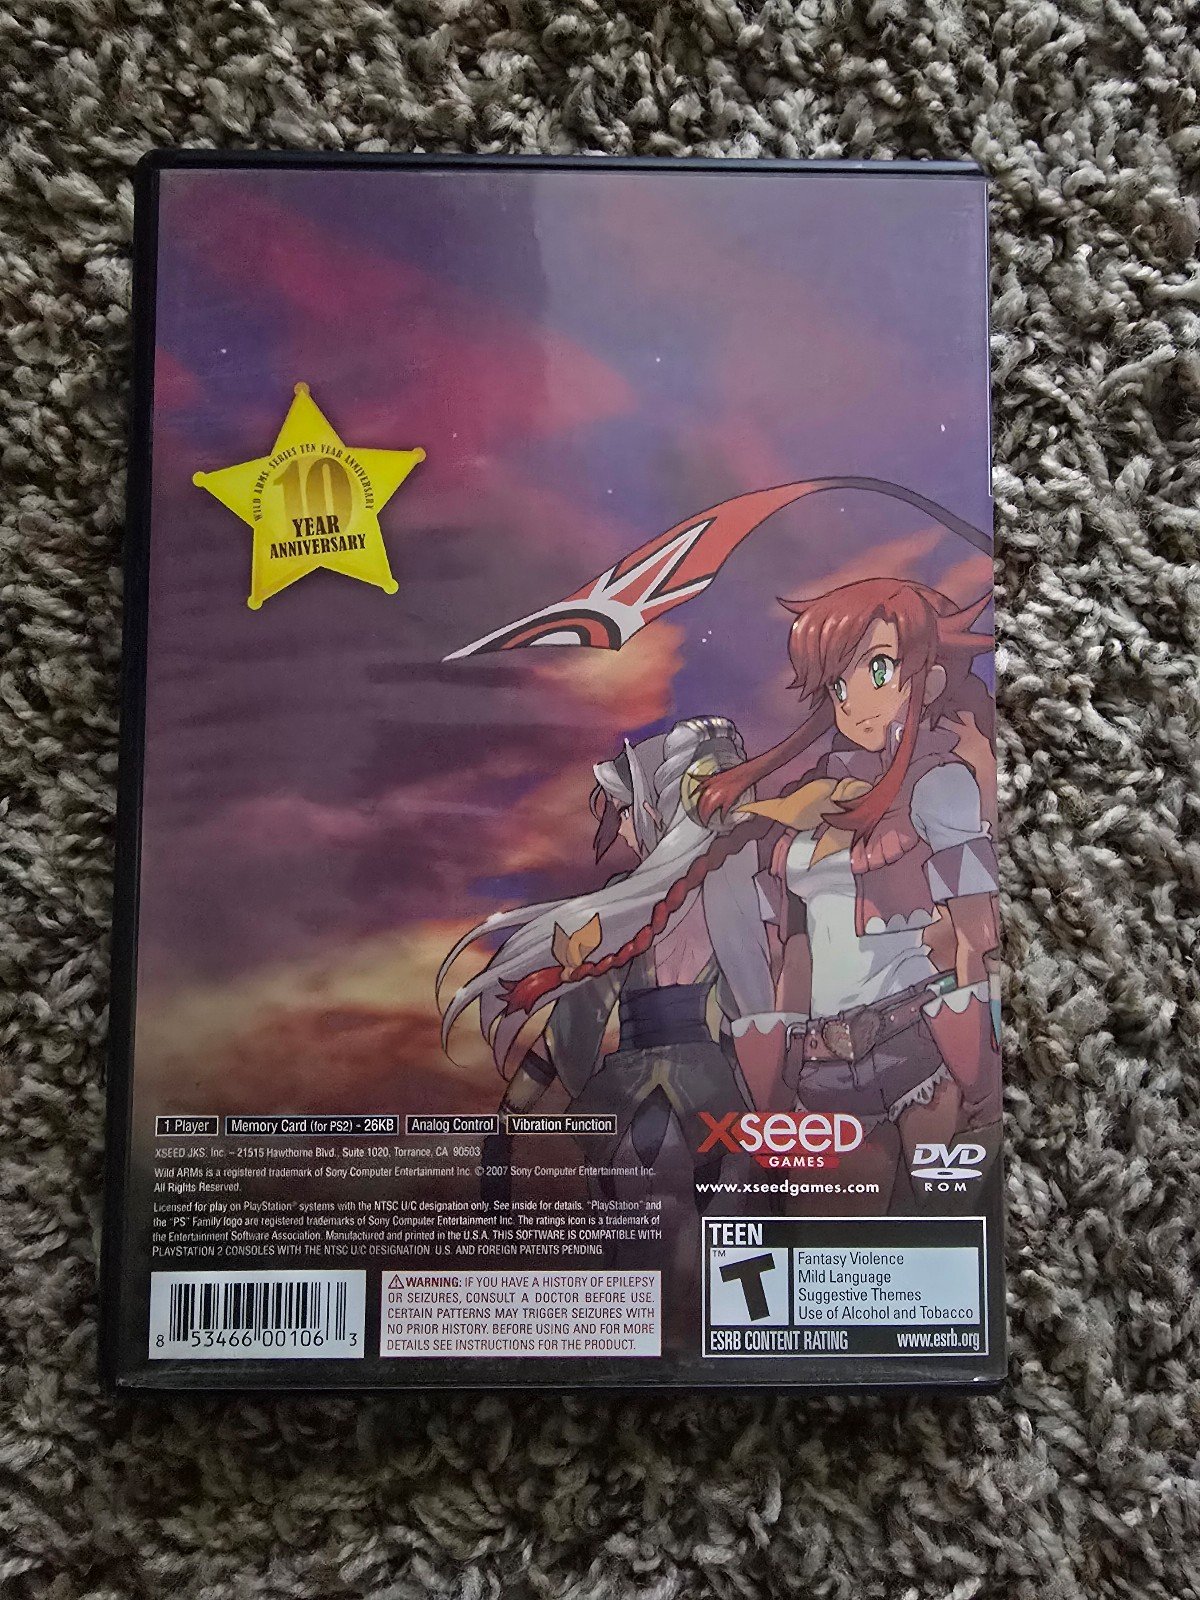 WILD ARMS SERIES TEN YEAR ANNIVERSARY
10
YEAR
ANNIVERSARY
1 Player
Memory Card (for PS2) - 26KB
Analog Control
Vibration Function
XSEED JKS, Inc. – 21515 Hawthorne Blvd., Suite 1020, Torrance, CA 90503
Wild ARMs is a registered trademark of Sony Computer Entertainment Inc. © 2007 Sony Computer Entertainment Inc.
All Rights Reserved.
Licensed for play on PlayStation® systems with the NTSC U/C designation only. See inside for details. "PlayStation" and
the "PS" Family logo are registered trademarks of Sony Computer Entertainment Inc. The ratings icon is a trademark of
the Entertainment Software Association. Manufactured and printed in the U.S.A. THIS SOFTWARE IS COMPATIBLE WITH
PLAYSTATION 2 CONSOLES WITH THE NTSC U/C DESIGNATION. U.S. AND FOREIGN PATENTS PENDING.
XSEED
GAMES
www.xseedgames.com
DVD
ROM
8 53466 00106 3
⚠ WARNING: IF YOU HAVE A HISTORY OF EPILEPSY
OR SEIZURES, CONSULT A DOCTOR BEFORE USE.
CERTAIN PATTERNS MAY TRIGGER SEIZURES WITH
NO PRIOR HISTORY. BEFORE USING AND FOR MORE
DETAILS SEE INSTRUCTIONS FOR THE PRODUCT.
TEEN
T™
Fantasy Violence
Mild Language
Suggestive Themes
Use of Alcohol and Tobacco
ESRB CONTENT RATING
www.esrb.org